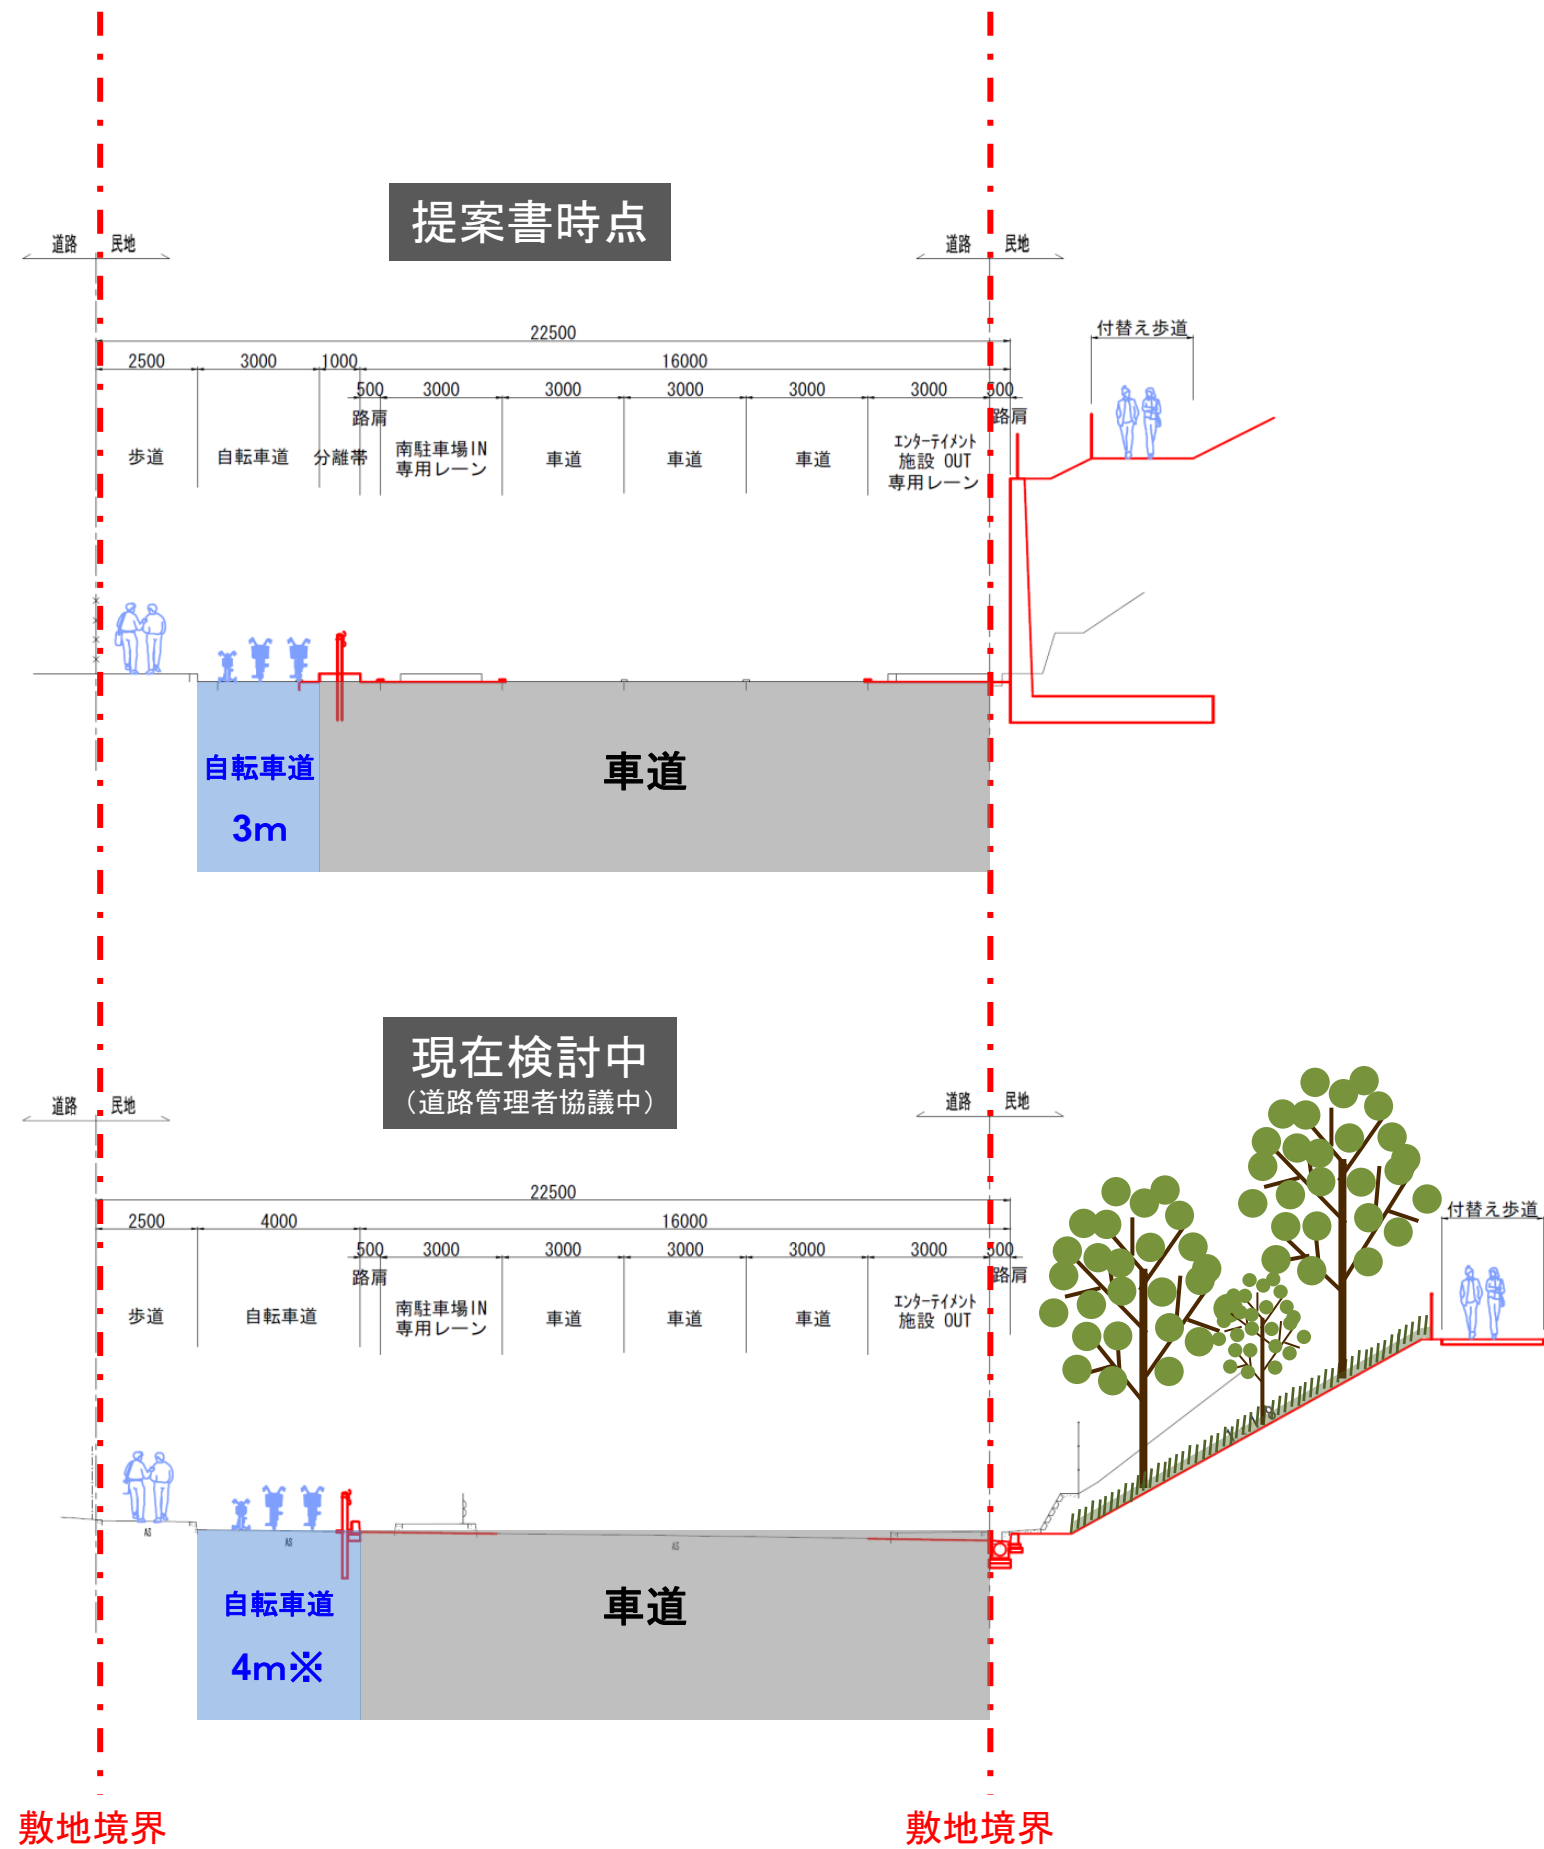 提案書時点
道路 民地
道路 民地
22500
付替え歩道
2500 3000 1000 16000
500 3000 3000 3000 3000 3000 500
路肩
路肩
歩道 自転車道 分離帯
南駐車場IN
専用レーン
車道 車道 車道
エンターテイメント
施設 OUT
専用レーン
自転車道
3m
車道
現在検討中
（道路管理者協議中）
道路 民地
道路 民地
22500
付替え歩道
2500 4000 16000
500 3000 3000 3000 3000 3000 500
路肩
路肩
歩道 自転車道
南駐車場IN
専用レーン
車道 車道 車道
エンターテイメント
施設 OUT
AS
AS
AS
自転車道
4m※
車道
敷地境界
敷地境界